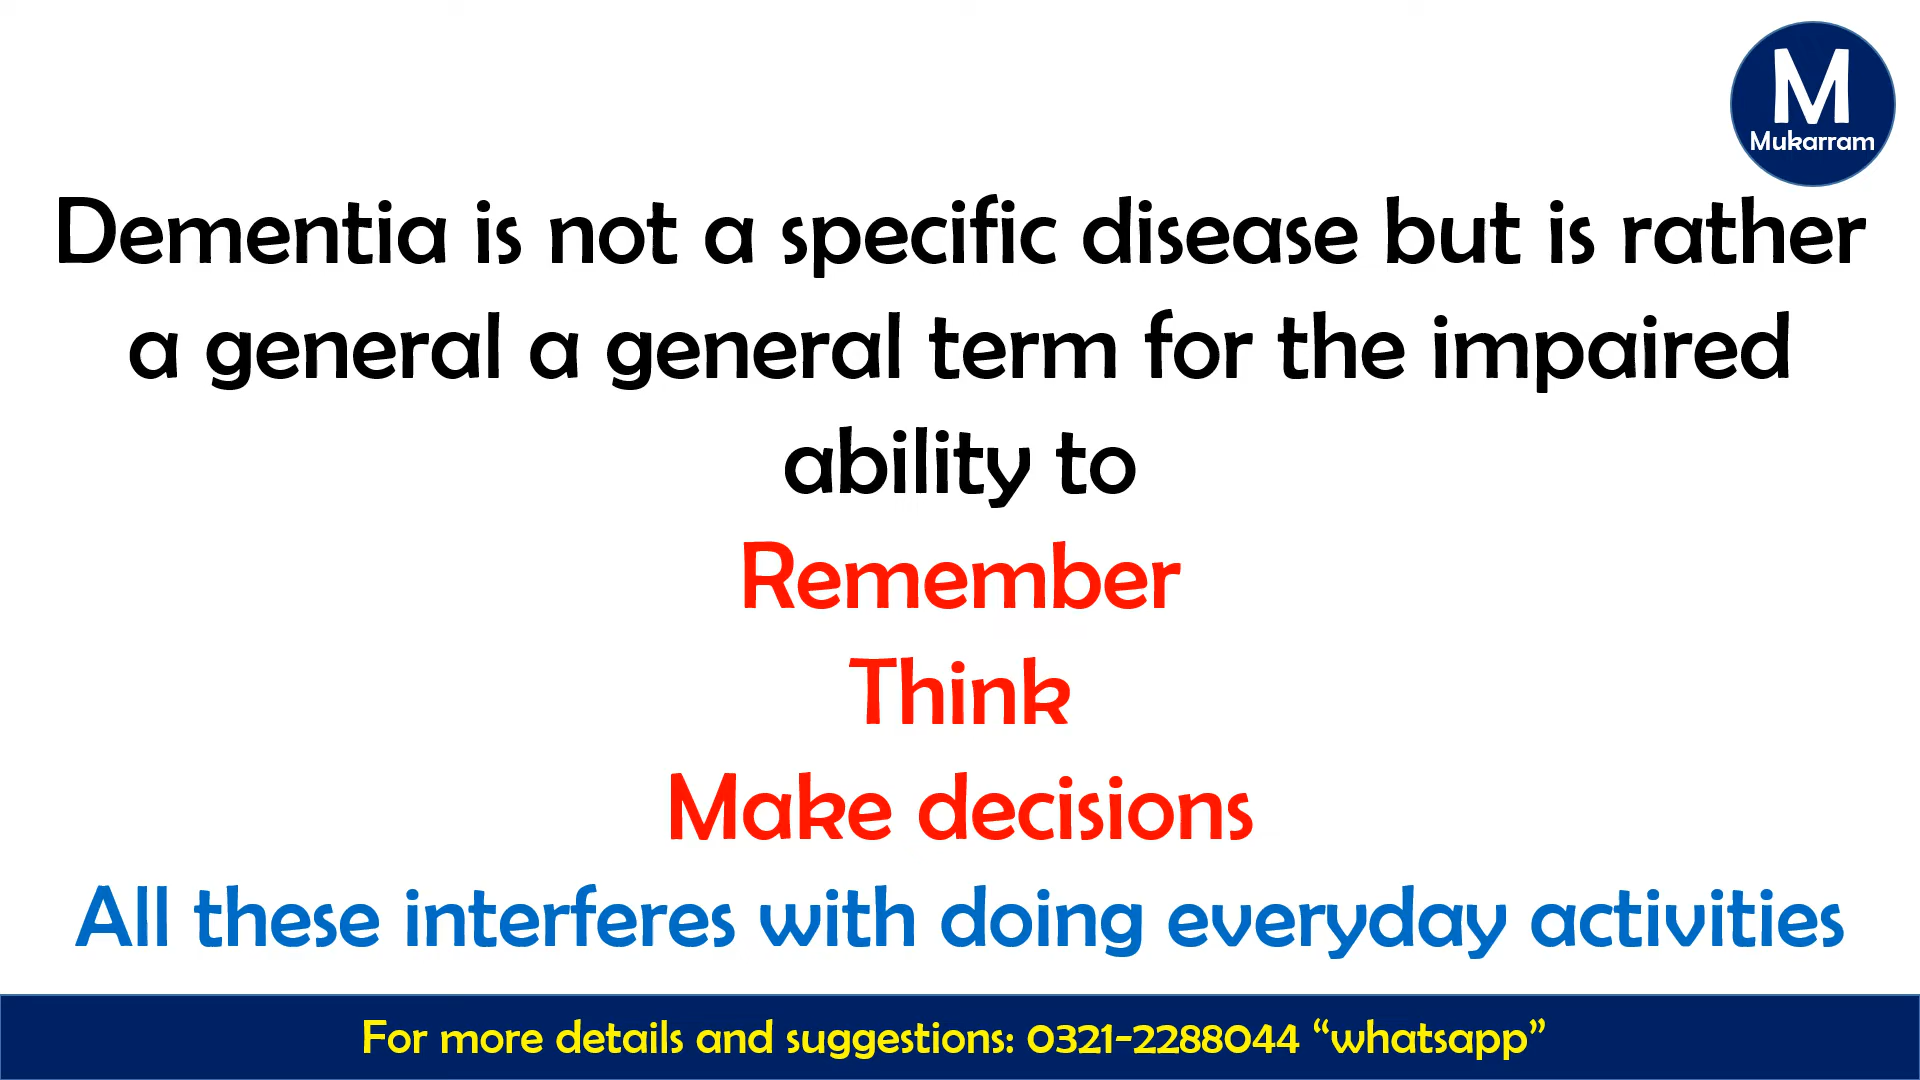 M
Mukarram
Dementia is not a specific disease but is rather
a general a general term for the impaired
ability to
Remember
Think
Make decisions
All these interferes with doing everyday activities
For more details and suggestions: 0321-2288044 “whatsapp”